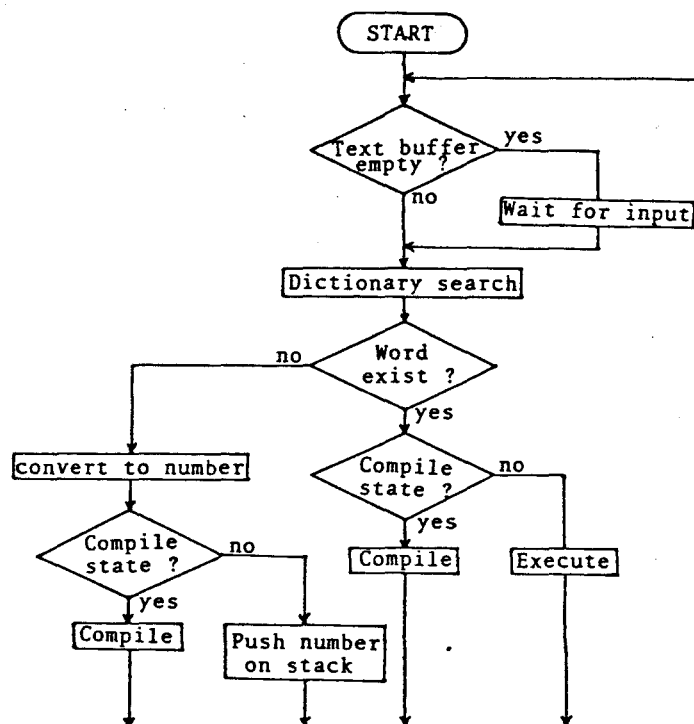 START
Text buffer
empty ?
yes
no
Wait for input
Dictionary search
Word
exist ?
no
yes
convert to number
Compile
state ?
no
yes
Compile
Execute
Compile
state ?
no
yes
Compile
Push number
on stack